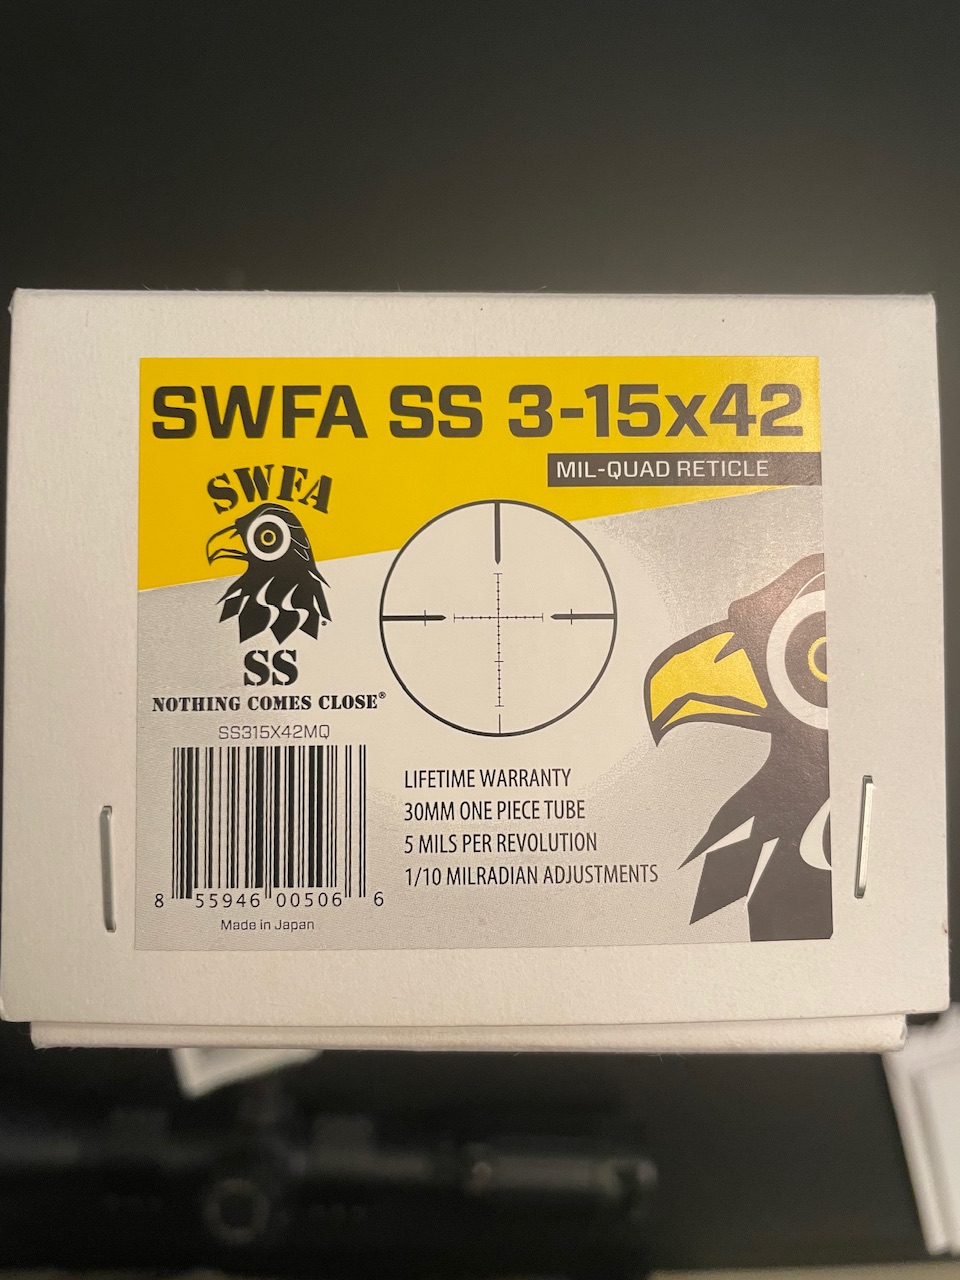 SWFA SS 3-15x42
MIL-QUAD RETICLE
SWFA
SS
SS
NOTHING COMES CLOSE®
SS315X42MQ
8 55946 00506 6
Made in Japan
LIFETIME WARRANTY
30MM ONE PIECE TUBE
5 MILS PER REVOLUTION
1/10 MILRADIAN ADJUSTMENTS